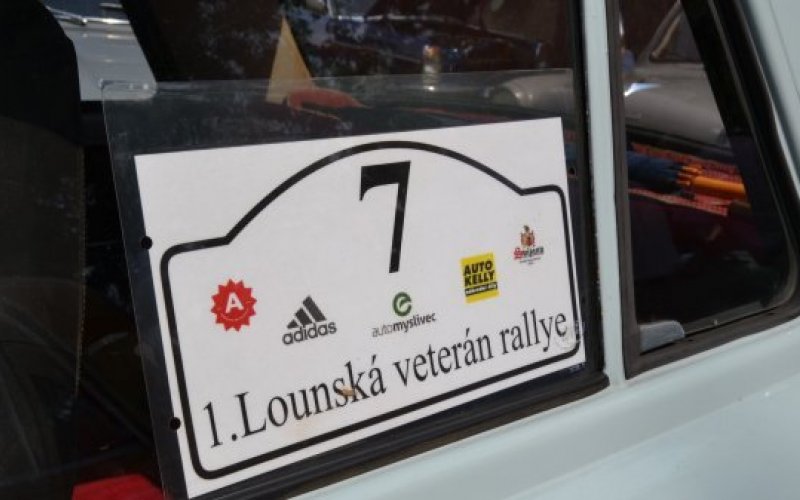 7
A
adidas
automyslivec
AUTO
KELLY
1.Lounská veterán rallye